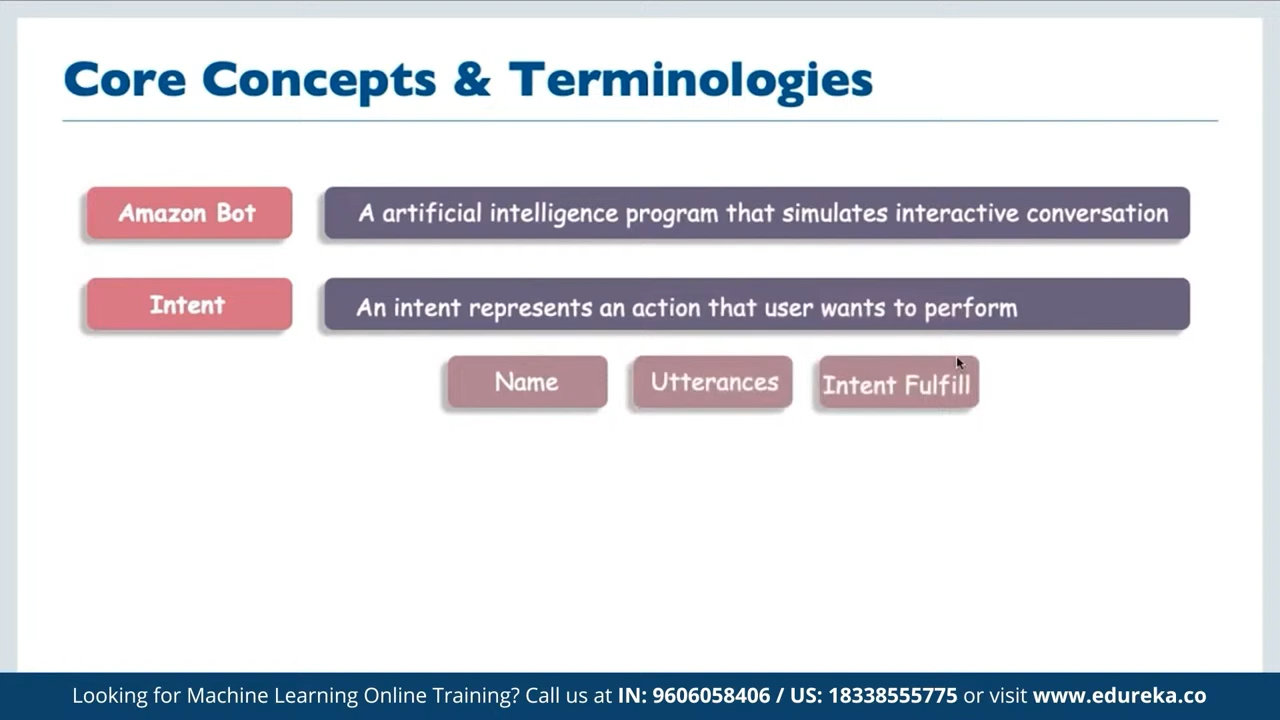 Core Concepts & Terminologies
Amazon Bot
A artificial intelligence program that simulates interactive conversation
Intent
An intent represents an action that user wants to perform
Name
Utterances
Intent Fulfill
Looking for Machine Learning Online Training? Call us at IN: 9606058406 / US: 18338555775 or visit www.edureka.co